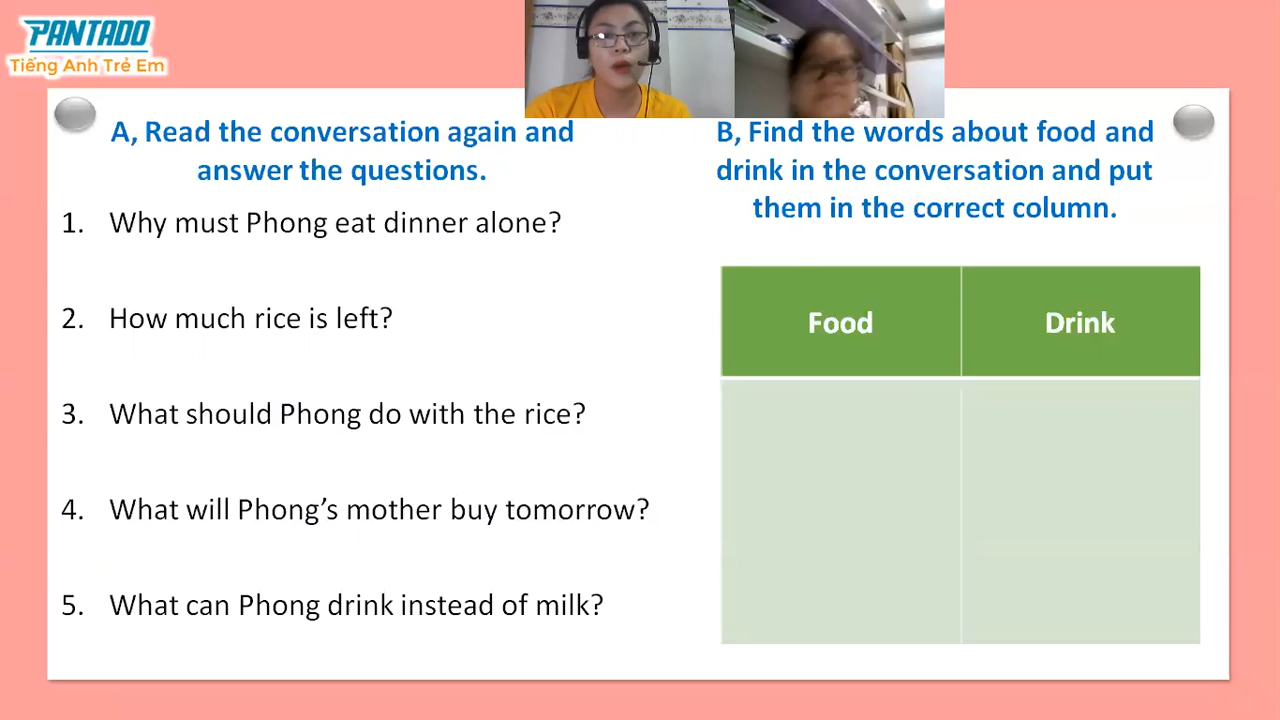 PANTADO
Tiếng Anh Trẻ Em
A, Read the conversation again and
answer the questions.
1. Why must Phong eat dinner alone?
2. How much rice is left?
3. What should Phong do with the rice?
4. What will Phong’s mother buy tomorrow?
5. What can Phong drink instead of milk?
B, Find the words about food and
drink in the conversation and put
them in the correct column.
Food Drink